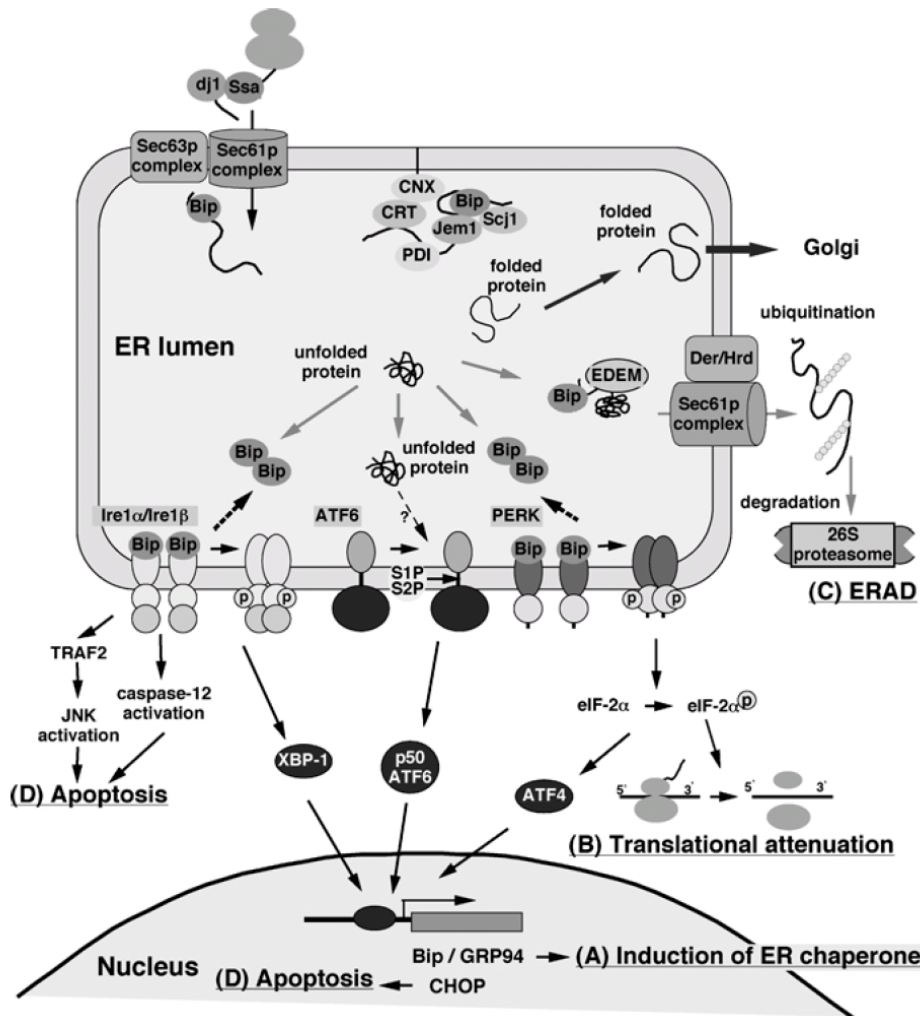 dj1
Ssa
Sec63p
complex
Sec61p
complex
Bip
CNX
CRT
Bip
Jem1
Scj1
PDI
folded
protein
folded
protein
Golgi
ER lumen
unfolded
protein
ubiquitination
Der/Hrd
EDEM
Bip
Sec61p
complex
Bip
Bip
unfolded
protein
Bip
Bip
?
degradation
26S
proteasome
(C) ERAD
Ire1α/Ire1β
Bip
Bip
ATF6
S1P
S2P
PERK
Bip
Bip
p
p
p
p
TRAF2
JNK
activation
caspase-12
activation
(D) Apoptosis
XBP-1
p50
ATF6
eIF-2α
eIF-2α
p
ATF4
5'
3'
5'
3'
(B) Translational attenuation
Nucleus
Bip / GRP94
(A) Induction of ER chaperone
(D) Apoptosis
CHOP